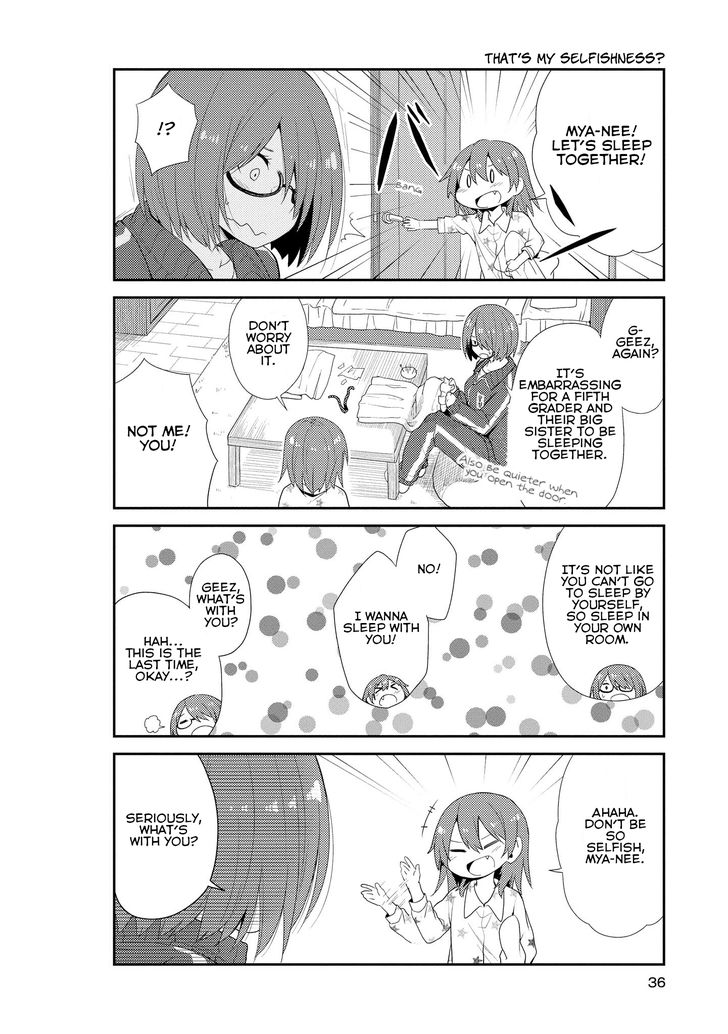 THAT'S MY SELFISHNESS?
MYA-NEE!
LET'S SLEEP
TOGETHER!
BANG
!?
G-
GEEZ,
AGAIN?
IT'S
EMBARRASSING
FOR A FIFTH
GRADER AND
THEIR BIG
SISTER TO BE
SLEEPING
TOGETHER.
Also be quieter when
you open the door.
DON'T
WORRY
ABOUT
IT.
NOT ME!
YOU!
IT'S NOT LIKE
YOU CAN'T GO
TO SLEEP BY
YOURSELF,
SO SLEEP IN
YOUR OWN
ROOM.
NO!
I WANNA
SLEEP WITH
YOU!
GEEZ,
WHAT'S
WITH
YOU?
HAH...
THIS IS THE
LAST TIME,
OKAY...?
AHAHA.
DON'T BE
SO
SELFISH,
MYA-NEE.
SERIOUSLY,
WHAT'S
WITH YOU?
36